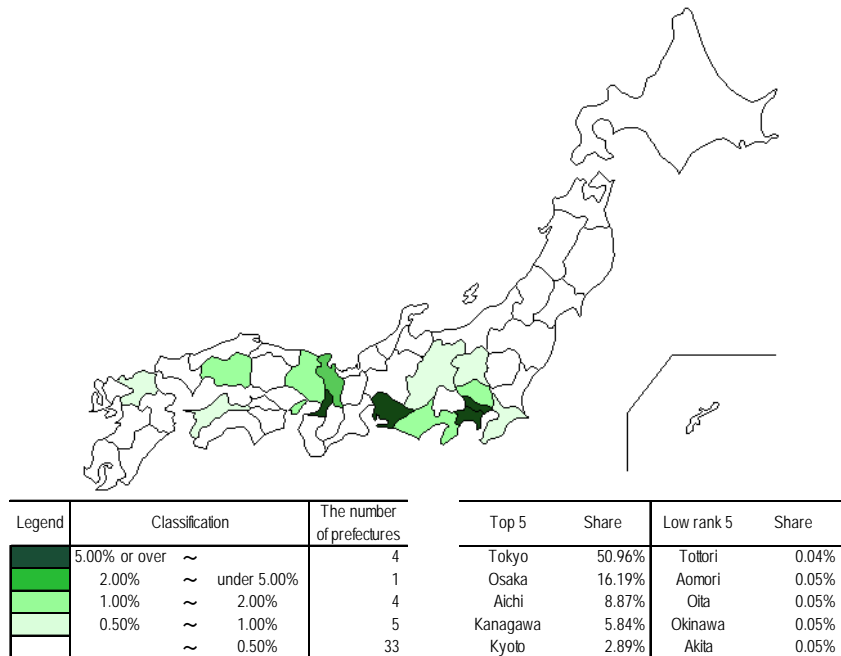 Legend Classification The number of prefectures
5.00% or over ~ 4
2.00% ~ under 5.00% 1
1.00% ~ 2.00% 4
0.50% ~ 1.00% 5
~ 0.50% 33
Top 5 Share Low rank 5 Share
Tokyo 50.96% Tottori 0.04%
Osaka 16.19% Aomori 0.05%
Aichi 8.87% Oita 0.05%
Kanagawa 5.84% Okinawa 0.05%
Kyoto 2.89% Akita 0.05%